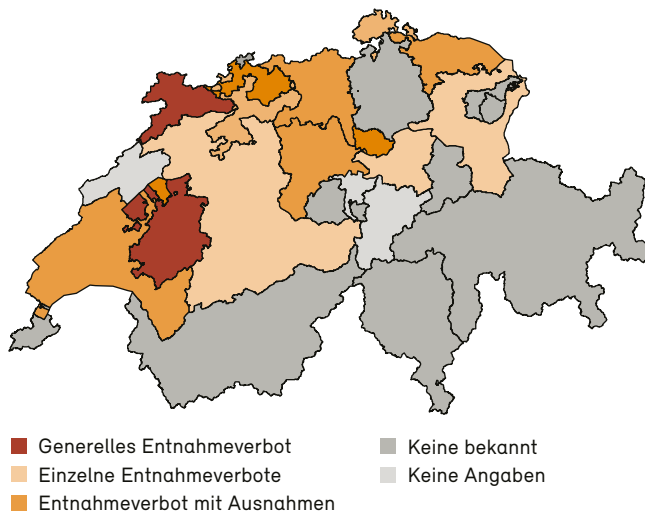 Generelles Entnahmeverbot
Einzelne Entnahmeverbote
Entnahmeverbot mit Ausnahmen
Keine bekannt
Keine Angaben